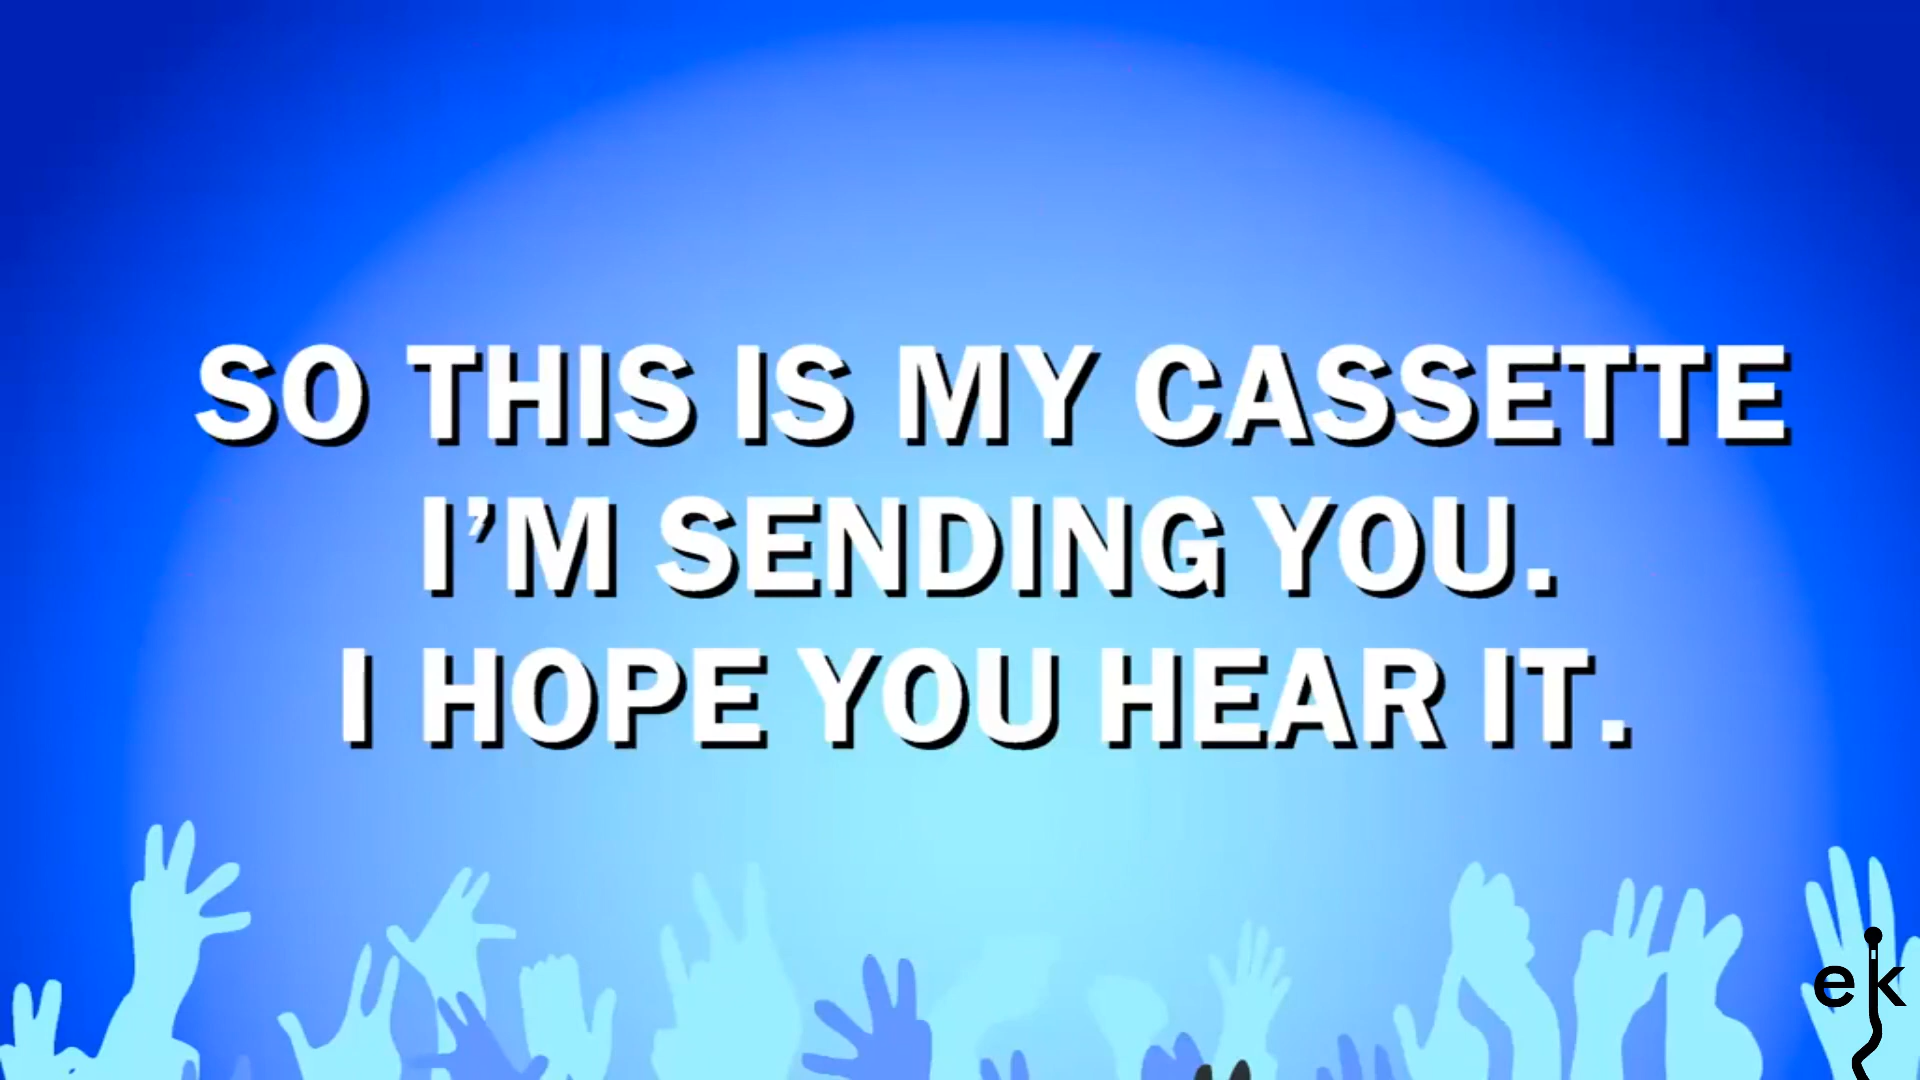 SO THIS IS MY CASSETTE
I’M SENDING YOU.
I HOPE YOU HEAR IT.
ek